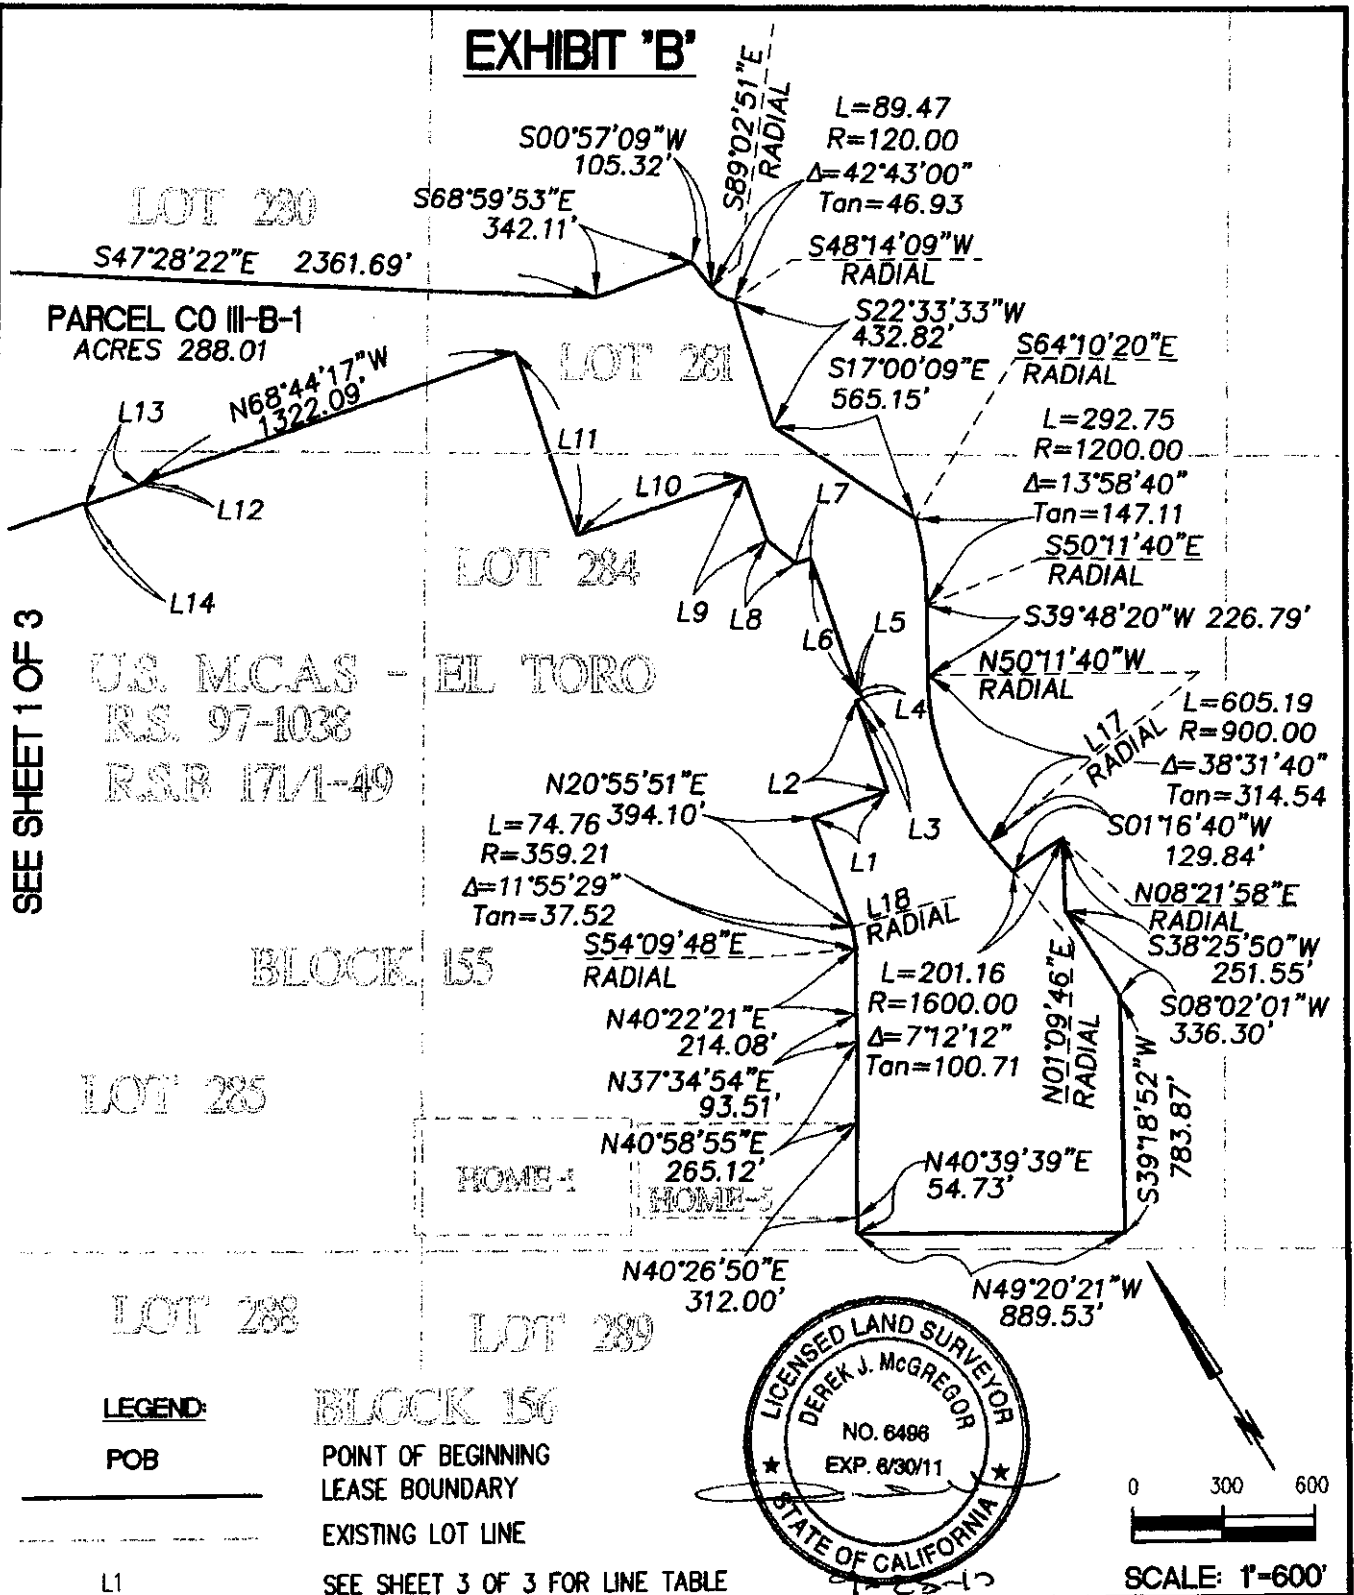 EXHIBIT "B"
S89°02'51"E
RADIAL
L=89.47
R=120.00
Δ=42°43'00"
Tan=46.93
S00°57'09"W
105.32'
S68°59'53"E
342.11'
LOT 280
S47°28'22"E 2361.69'
S48°14'09"W
RADIAL
PARCEL CO III-B-1
ACRES 288.01
S22°33'33"W
432.82'
LOT 281
S17°00'09"E
565.15'
S64°10'20"E
RADIAL
N68°44'17"W
1322.09'
L13
L11
L12
L10
L7
L=292.75
R=1200.00
Δ=13°58'40"
Tan=147.11
LOT 284
S50°11'40"E
RADIAL
L14
L9
L8
L6
L5
S39°48'20"W 226.79'
SEE SHEET 1 OF 3
U.S. M.C.A.S - EL TORO
R.S. 97-1038
R.S.B 171/1-49
N50°11'40"W
RADIAL
L4
L17
RADIAL
L=605.19
R=900.00
Δ=38°31'40"
Tan=314.54
N20°55'51"E
394.10'
L2
L3
L1
L=74.76
R=359.21
Δ=11°55'29"
Tan=37.52
S01°16'40"W
129.84'
L18
RADIAL
N08°21'58"E
RADIAL
S54°09'48"E
RADIAL
BLOCK 155
S38°25'50"W
251.55'
L=201.16
R=1600.00
Δ=7°12'12"
Tan=100.71
N01°09'46"E
RADIAL
S08°02'01"W
336.30'
N40°22'21"E
214.08'
LOT 285
N37°34'54"E
93.51'
S39°18'52"W
783.87'
N40°58'55"E
265.12'
HOME-1
HOME-5
N40°39'39"E
54.73'
N40°26'50"E
312.00'
N49°20'21"W
889.53'
LOT 288
LOT 289
BLOCK 156
LICENSED LAND SURVEYOR
DEREK J. McGREGOR
NO. 6496
EXP. 6/30/11
STATE OF CALIFORNIA
N
LEGEND:
POB POINT OF BEGINNING
LEASE BOUNDARY
EXISTING LOT LINE
L1 SEE SHEET 3 OF 3 FOR LINE TABLE
0 300 600
SCALE: 1"=600'